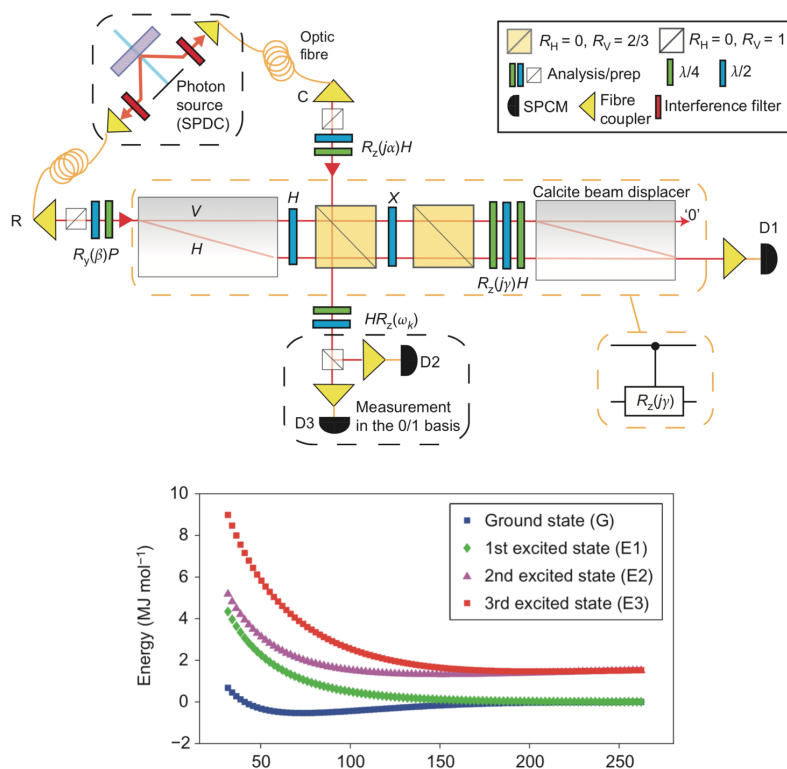 Optic
fibre
Photon
source
(SPDC)
C
R_H = 0, R_V = 2/3
R_H = 0, R_V = 1
Analysis/prep
λ/4
λ/2
SPCM
Fibre
coupler
Interference filter
R_z(jα)H
R
R_y(β)P
V
H
H
X
R_z(jγ)H
Calcite beam displacer
'0'
D1
HR_z(ω_k)
D2
D3
Measurement
in the 0/1 basis
R_z(jγ)
Energy (MJ mol⁻¹)
10
8
6
4
2
0
−2
Ground state (G)
1st excited state (E1)
2nd excited state (E2)
3rd excited state (E3)
50
100
150
200
250